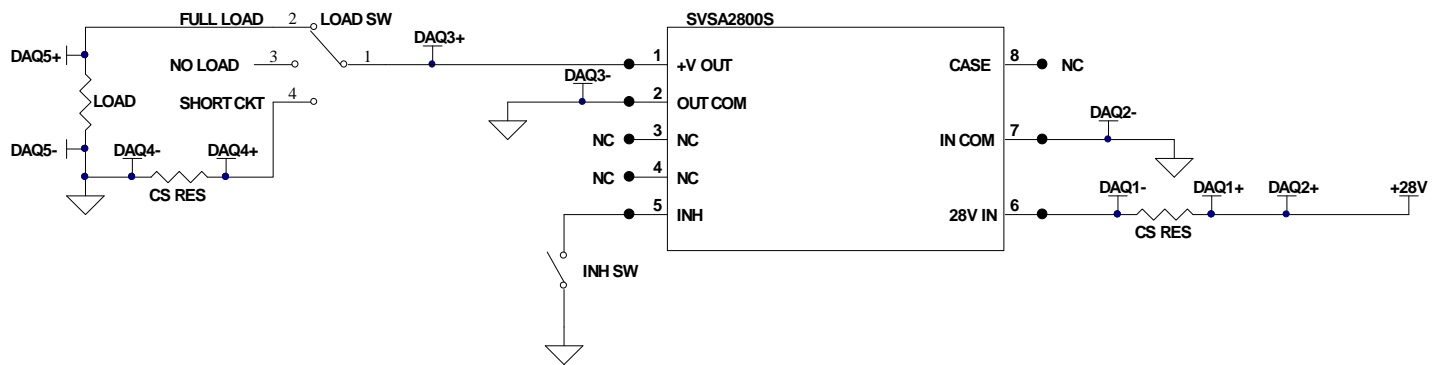 FULL LOAD 2 LOAD SW
SVSA2800S
DAQ5+
NO LOAD 3
1
DAQ3+
1 +V OUT
CASE 8 NC
LOAD
SHORT CKT 4
DAQ3-
2 OUT COM
DAQ2-
DAQ5-
DAQ4-
DAQ4+
NC 3 NC
IN COM 7
CS RES
NC 4 NC
DAQ1-
DAQ1+
DAQ2+
+28V
5 INH
28V IN 6
CS RES
INH SW